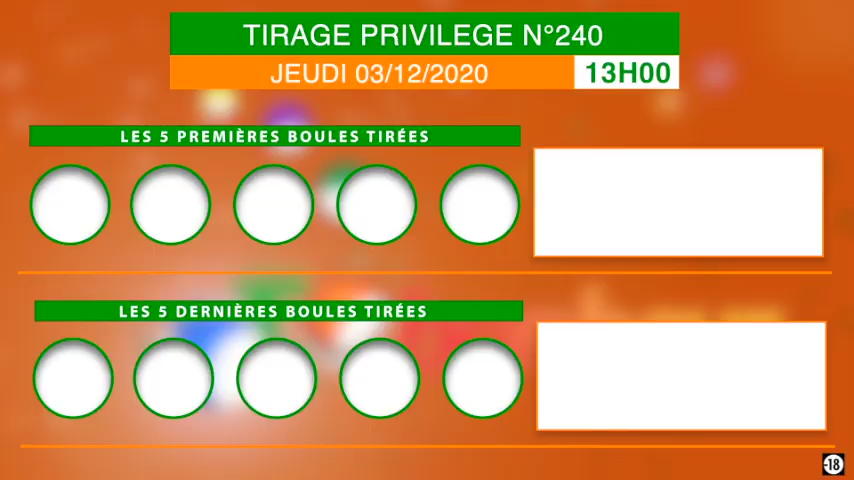 TIRAGE PRIVILEGE N°240
JEUDI 03/12/2020 13H00
LES 5 PREMIÈRES BOULES TIRÉES
LES 5 DERNIÈRES BOULES TIRÉES
-18